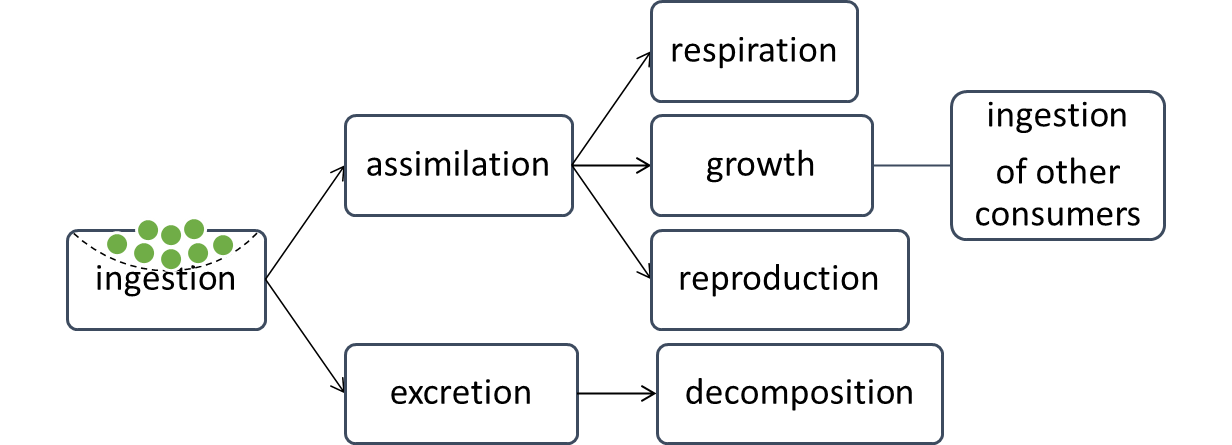 respiration
assimilation
growth
ingestion
of other
consumers
ingestion
reproduction
excretion
decomposition